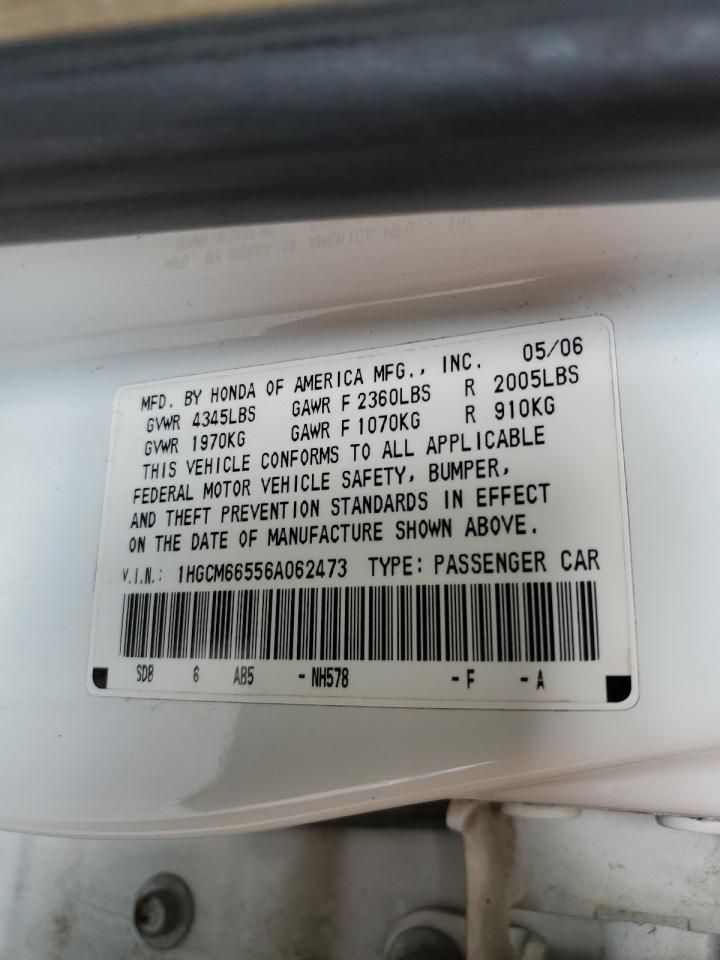 MFD. BY HONDA OF AMERICA MFG., INC. 05/06
GVWR 4345LBS GAWR F 2360LBS R 2005LBS
GVWR 1970KG GAWR F 1070KG R 910KG
THIS VEHICLE CONFORMS TO ALL APPLICABLE
FEDERAL MOTOR VEHICLE SAFETY, BUMPER,
AND THEFT PREVENTION STANDARDS IN EFFECT
ON THE DATE OF MANUFACTURE SHOWN ABOVE.
V.I.N.: 1HGCM66556A062473 TYPE: PASSENGER CAR
SDB 6 AB5 -NH578 -F -A